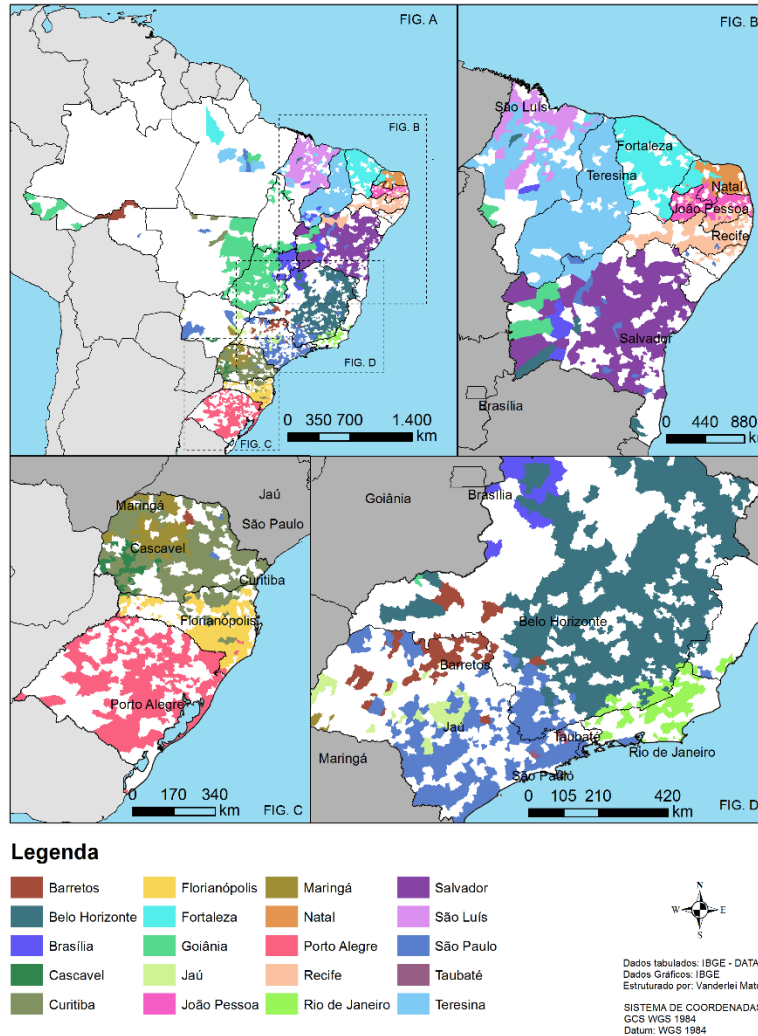 FIG. A
FIG. B
FIG. D
FIG. C
0 350 700 1.400
km
FIG. B
São Luís
Fortaleza
Teresina
Natal
João Pessoa
Recife
Salvador
Brasília
0 440 880
km
Maringá
Jaú
São Paulo
Cascavel
Curitiba
Florianópolis
Porto Alegre
0 170 340
km
FIG. C
Goiânia
Brasília
Belo Horizonte
Barretos
Jaú
Taubaté
Maringá
Rio de Janeiro
São Paulo
0 105 210 420
km
FIG. D
Legenda
Barretos
Belo Horizonte
Brasília
Cascavel
Curitiba
Florianópolis
Fortaleza
Goiânia
Jaú
João Pessoa
Maringá
Natal
Porto Alegre
Recife
Rio de Janeiro
Salvador
São Luís
São Paulo
Taubaté
Teresina
N
W E
S
Dados tabulados: IBGE - DATA
Dados Gráficos: IBGE
Estruturado por: Vanderlei Mato
SISTEMA DE COORDENADAS
GCS WGS 1984
Datum: WGS 1984